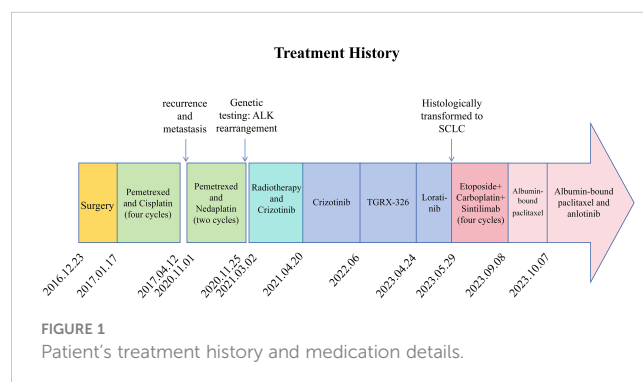 Treatment History
recurrence
and
metastasis
Genetic
testing: ALK
rearrangement
Histologically
transformed to
SCLC
Surgery
Pemetrexed
and Cisplatin
(four cycles)
Pemetrexed
and
Nedaplatin
(two cycles)
Radiotherapy
and
Crizotinib
Crizotinib
TGRX-326
Lorati-
nib
Etoposide+
Carboplatin+
Sintilimab
(four cycles)
Albumin-
bound
paclitaxel
Albumin-bound
paclitaxel and
anlotinib
2016.12.23
2017.01.17
2017.04.12
2020.11.01
2020.11.25
2021.03.02
2021.04.20
2022.06
2023.04.24
2023.05.29
2023.09.08
2023.10.07
FIGURE 1
Patient's treatment history and medication details.